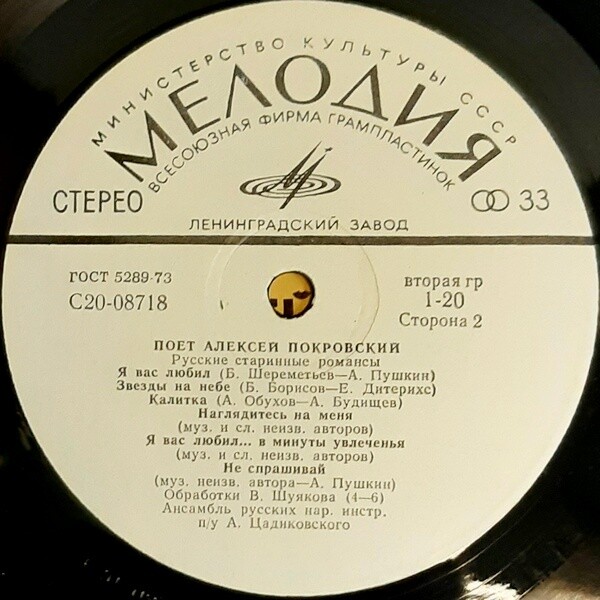 МИНИСТЕРСТВО КУЛЬТУРЫ СССР
МЕЛОДИЯ
ВСЕСОЮЗНАЯ ФИРМА ГРАМПЛАСТИНОК
СТЕРЕО
33
ЛЕНИНГРАДСКИЙ ЗАВОД
ГОСТ 5289-73
С20-08718
вторая гр
1-20
Сторона 2
ПОЕТ АЛЕКСЕЙ ПОКРОВСКИЙ
Русские старинные романсы
Я вас любил (Б. Шереметьев—А. Пушкин)
Звезды на небе (Б. Борисов—Е. Дитерихс)
Калитка (А. Обухов—А. Будищев)
Наглядитесь на меня
(муз. и сл. неизв. авторов)
Я вас любил... в минуты увлеченья
(муз. и сл. неизв. авторов)
Не спрашивай
(муз. неизв. автора—А. Пушкин)
Обработки В. Шуякова (4—6)
Ансамбль русских нар. инстр.
п/у А. Цадиковского